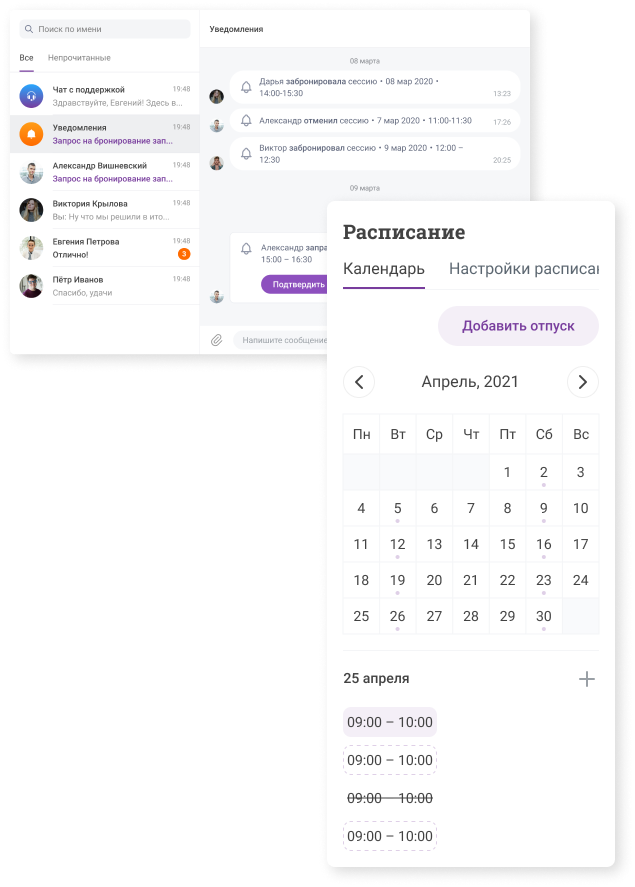 Поиск по имени
Все
Непрочитанные
Чат с поддержкой
19:48
Здравствуйте, Евгений! Здесь в...
Уведомления
19:48
Запрос на бронирование зап...
Александр Вишневский
19:48
Запрос на бронирование зап...
Виктория Крылова
19:48
Вы: Ну что мы решили в ито...
Евгения Петрова
19:48
Отлично!
3
Пётр Иванов
19:48
Спасибо, удачи
Уведомления
08 марта
Дарья забронировала сессию • 08 мар 2020 •
14:00-15:30
13:23
Александр отменил сессию • 7 мар 2020 • 11:00-11:30
17:26
Виктор забронировал сессию • 9 мар 2020 • 12:00 –
12:30
20:25
09 марта
Александр запра
15:00 – 16:30
Подтвердить
Напишите сообщение
Расписание
Календарь
Настройки расписан
Добавить отпуск
Апрель, 2021
Пн Вт Ср Чт Пт Сб Вс
1 2 3
4 5 6 7 8 9 10
11 12 13 14 15 16 17
18 19 20 21 22 23 24
25 26 27 28 29 30
25 апреля
09:00 – 10:00
09:00 – 10:00
09:00 – 10:00
09:00 – 10:00